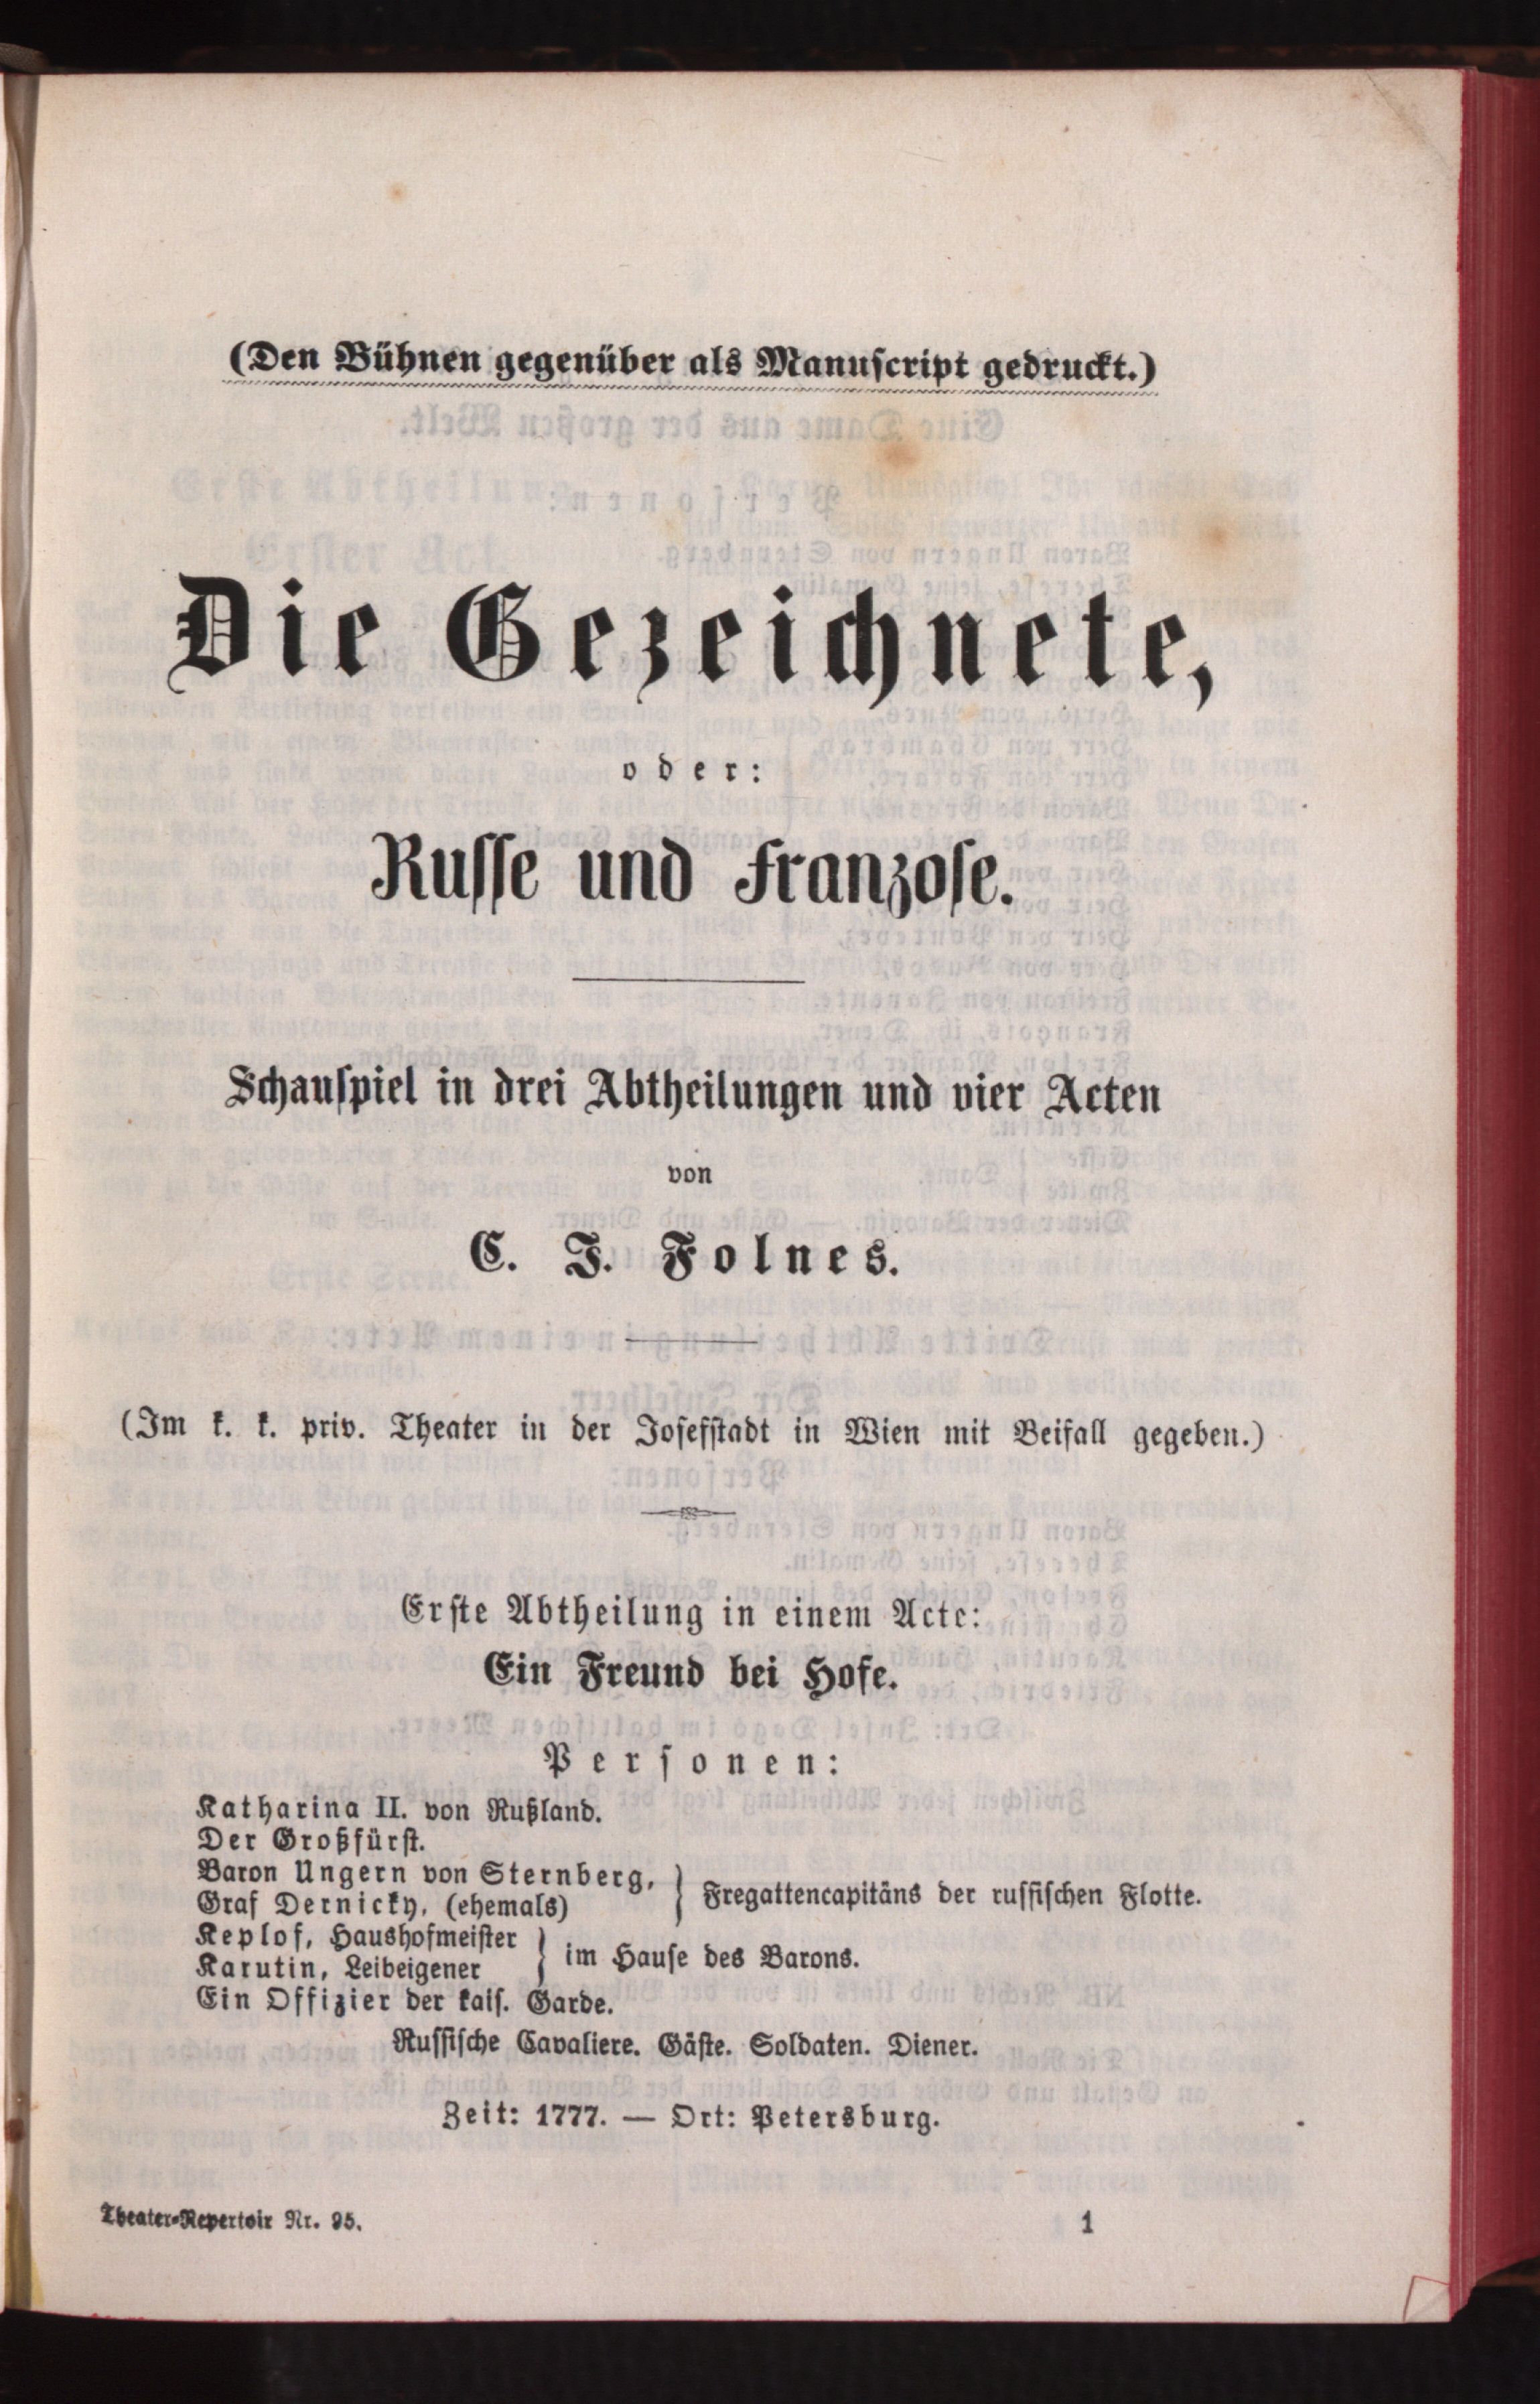 (Den Bühnen gegenüber als Manuscript gedruckt.)
Die Gezeichnete,
oder:
Russe und Franzose.
Schauspiel in drei Abtheilungen und vier Acten
von
C. J. Folnes.
(Im k. k. priv. Theater in der Josefstadt in Wien mit Beifall gegeben.)
Erste Abtheilung in einem Acte:
Ein Freund bei Hofe.
Personen:
Katharina II. von Rußland.
Der Großfürst.
Baron Ungern von Sternberg,
Graf Dernicky, (ehemals)
Fregattencapitäns der russischen Flotte.
Keplof, Haushofmeister
Karutin, Leibeigener
im Hause des Barons.
Ein Offizier der kais. Garde.
Russische Cavaliere. Gäste. Soldaten. Diener.
Zeit: 1777. — Ort: Petersburg.
Theater-Repertoir Nr. 95. 1